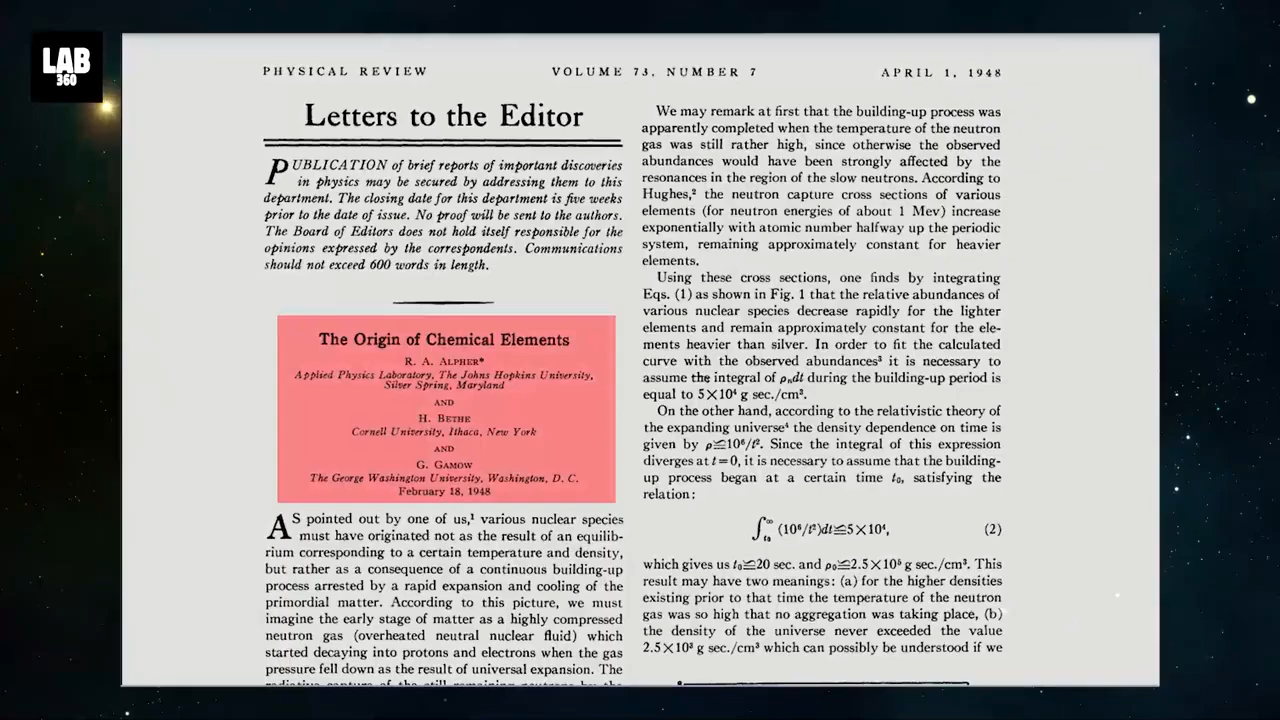 LAB
360
PHYSICAL REVIEW VOLUME 73, NUMBER 7 APRIL 1, 1948
Letters to the Editor
PUBLICATION of brief reports of important discoveries
in physics may be secured by addressing them to this
department. The closing date for this department is five weeks
prior to the date of issue. No proof will be sent to the authors.
The Board of Editors does not hold itself responsible for the
opinions expressed by the correspondents. Communications
should not exceed 600 words in length.
The Origin of Chemical Elements
R. A. ALPHER*
Applied Physics Laboratory, The Johns Hopkins University,
Silver Spring, Maryland
AND
H. BETHE
Cornell University, Ithaca, New York
AND
G. GAMOW
The George Washington University, Washington, D. C.
February 18, 1948
AS pointed out by one of us,¹ various nuclear species
must have originated not as the result of an equilib-
rium corresponding to a certain temperature and density,
but rather as a consequence of a continuous building-up
process arrested by a rapid expansion and cooling of the
primordial matter. According to this picture, we must
imagine the early stage of matter as a highly compressed
neutron gas (overheated neutral nuclear fluid) which
started decaying into protons and electrons when the gas
pressure fell down as the result of universal expansion. The
radiative capture of the still remaining neutrons by the
We may remark at first that the building-up process was
apparently completed when the temperature of the neutron
gas was still rather high, since otherwise the observed
abundances would have been strongly affected by the
resonances in the region of the slow neutrons. According to
Hughes,² the neutron capture cross sections of various
elements (for neutron energies of about 1 Mev) increase
exponentially with atomic number halfway up the periodic
system, remaining approximately constant for heavier
elements.
Using these cross sections, one finds by integrating
Eqs. (1) as shown in Fig. 1 that the relative abundances of
various nuclear species decrease rapidly for the lighter
elements and remain approximately constant for the ele-
ments heavier than silver. In order to fit the calculated
curve with the observed abundances³ it is necessary to
assume the integral of ρₙdt during the building-up period is
equal to 5×10⁴ g sec./cm³.
On the other hand, according to the relativistic theory of
the expanding universe⁴ the density dependence on time is
given by ρ≅10⁶/t². Since the integral of this expression
diverges at t=0, it is necessary to assume that the building-
up process began at a certain time t₀, satisfying the
relation:
∫t₀^∞ (10⁶/t²)dt≅5×10⁴, (2)
which gives us t₀≅20 sec. and ρ₀≅2.5×10⁵ g sec./cm³. This
result may have two meanings: (a) for the higher densities
existing prior to that time the temperature of the neutron
gas was so high that no aggregation was taking place, (b)
the density of the universe never exceeded the value
2.5×10³ g sec./cm³ which can possibly be understood if we